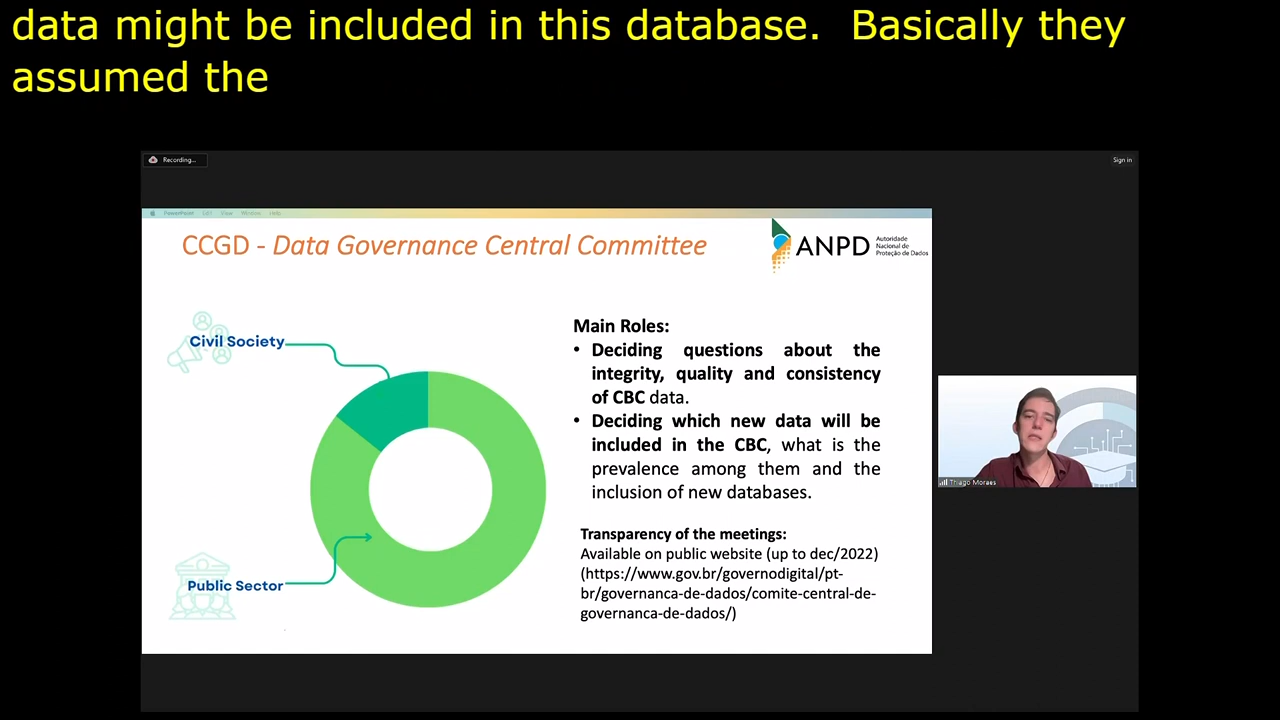 data might be included in this database.  Basically they
assumed the
Recording...
Sign in
PowerPoint Edit View Window Help
CCGD - Data Governance Central Committee
ANPD
Autoridade
Nacional de
Proteção de Dados
Civil Society
Public Sector
Main Roles:
• Deciding questions about the
integrity, quality and consistency
of CBC data.
• Deciding which new data will be
included in the CBC, what is the
prevalence among them and the
inclusion of new databases.
Transparency of the meetings:
Available on public website (up to dec/2022)
(https://www.gov.br/governodigital/pt-
br/governanca-de-dados/comite-central-de-
governanca-de-dados/)
Thiago Moraes